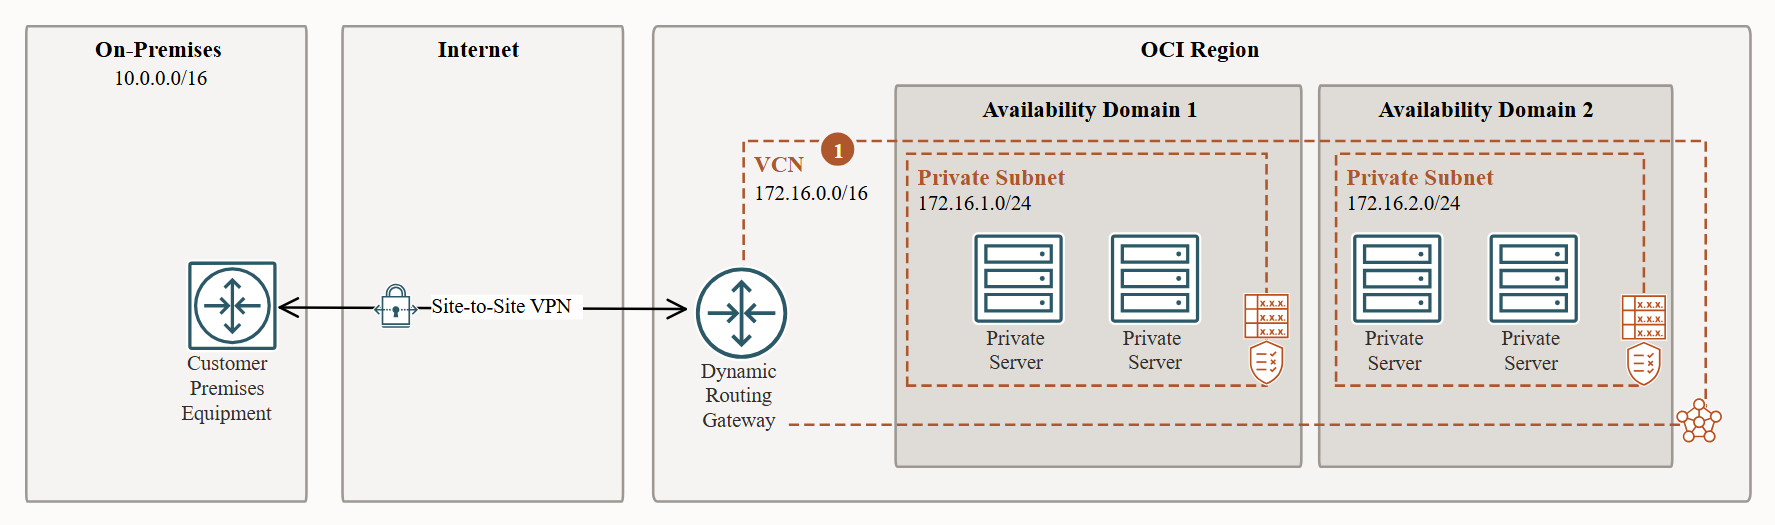 On-Premises
10.0.0.0/16
Internet
OCI Region
Availability Domain 1
Availability Domain 2
VCN
1
172.16.0.0/16
Private Subnet
172.16.1.0/24
Private Subnet
172.16.2.0/24
Site-to-Site VPN
X.X.X.
X.X.X.
X.X.X.
X.X.X.
X.X.X.
X.X.X.
Private
Server
Private
Server
Private
Server
Private
Server
Customer
Premises
Equipment
Dynamic
Routing
Gateway